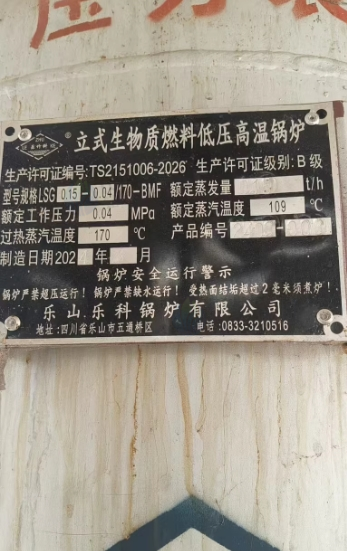 压力容
立式生物质燃料低压高温锅炉
生产许可证编号:TS2151006-2026 生产许可证级别:B 级
型号规格LSG 0.15 - 0.04/170-BMF 额定蒸发量 t/h
额定工作压力 0.04 MPa 额定蒸汽温度 109 ℃
过热蒸汽温度 170 ℃ 产品编号
制造日期202 年 月
锅炉安全运行警示
锅炉严禁超压运行! 锅炉严禁缺水运行! 受热面结垢超过2毫米须煮炉!
乐山乐科锅炉有限公司
地址:四川省乐山市五通桥区 电话:0833-3210516